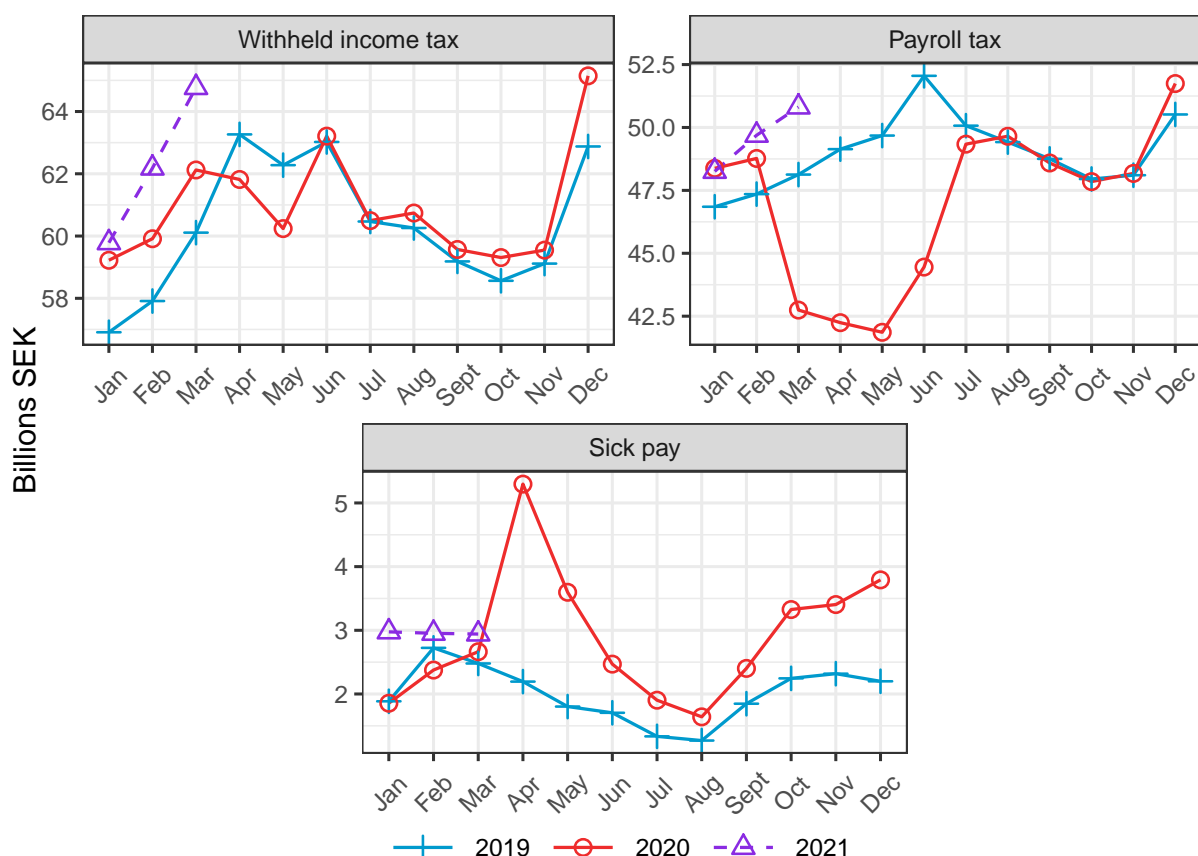 Withheld income tax
Payroll tax
Billions SEK
64
62
60
58
52.5
50.0
47.5
45.0
42.5
Jan Feb Mar Apr May Jun Jul Aug Sept Oct Nov Dec
Jan Feb Mar Apr May Jun Jul Aug Sept Oct Nov Dec
Sick pay
5
4
3
2
Jan Feb Mar Apr May Jun Jul Aug Sept Oct Nov Dec
2019 2020 2021